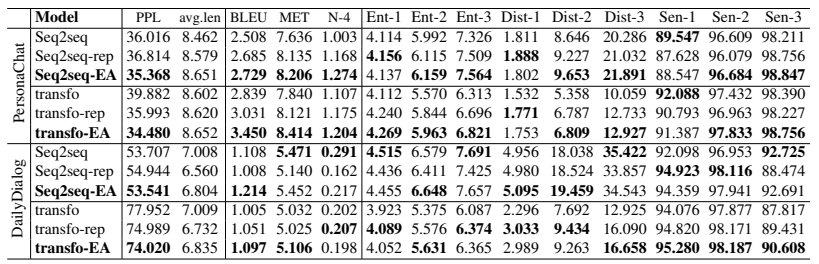 Model PPL avg.len BLEU MET N-4 Ent-1 Ent-2 Ent-3 Dist-1 Dist-2 Dist-3 Sen-1 Sen-2 Sen-3
PersonaChat
Seq2seq 36.016 8.462 2.508 7.636 1.003 4.114 5.992 7.326 1.811 8.646 20.286 89.547 96.609 98.211
Seq2seq-rep 36.814 8.579 2.685 8.135 1.168 4.156 6.115 7.509 1.888 9.227 21.032 87.628 96.079 98.756
Seq2seq-EA 35.368 8.651 2.729 8.206 1.274 4.137 6.159 7.564 1.802 9.653 21.891 88.547 96.684 98.847
transfo 39.882 8.602 2.839 7.840 1.107 4.112 5.570 6.313 1.532 5.358 10.059 92.088 97.432 98.390
transfo-rep 35.993 8.620 3.031 8.121 1.175 4.240 5.844 6.696 1.771 6.787 12.733 90.793 96.963 98.227
transfo-EA 34.480 8.652 3.450 8.414 1.204 4.269 5.963 6.821 1.753 6.809 12.927 91.387 97.833 98.756
DailyDialog
Seq2seq 53.707 7.008 1.108 5.471 0.291 4.515 6.579 7.691 4.956 18.038 35.422 92.098 96.953 92.725
Seq2seq-rep 54.944 6.560 1.008 5.140 0.162 4.436 6.411 7.425 4.980 18.524 33.857 94.923 98.116 88.474
Seq2seq-EA 53.541 6.804 1.214 5.452 0.217 4.455 6.648 7.657 5.095 19.459 34.543 94.359 97.941 92.691
transfo 77.952 7.009 1.005 5.032 0.202 3.923 5.375 6.087 2.296 7.692 12.925 94.076 97.877 87.817
transfo-rep 74.989 6.732 1.051 5.025 0.207 4.089 5.576 6.374 3.033 9.434 16.090 94.820 98.171 89.431
transfo-EA 74.020 6.835 1.097 5.106 0.198 4.052 5.631 6.365 2.989 9.263 16.658 95.280 98.187 90.608